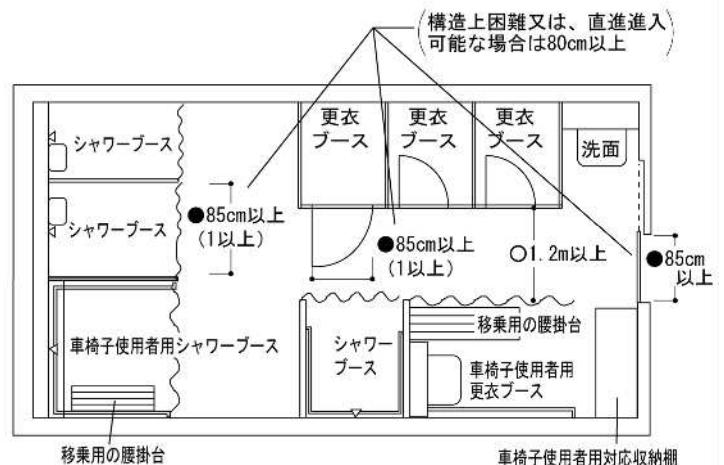 構造上困難又は、直進進入
可能な場合は80cm以上
更衣
ブース
更衣
ブース
更衣
ブース
洗面
シャワーブース
シャワーブース
●85cm以上
(1以上)
●85cm以上
(1以上)
○1.2m以上
●85cm
以上
車椅子使用者用シャワーブース
シャワー
ブース
移乗用の腰掛台
車椅子使用者用
更衣ブース
移乗用の腰掛台
車椅子使用者用対応収納棚